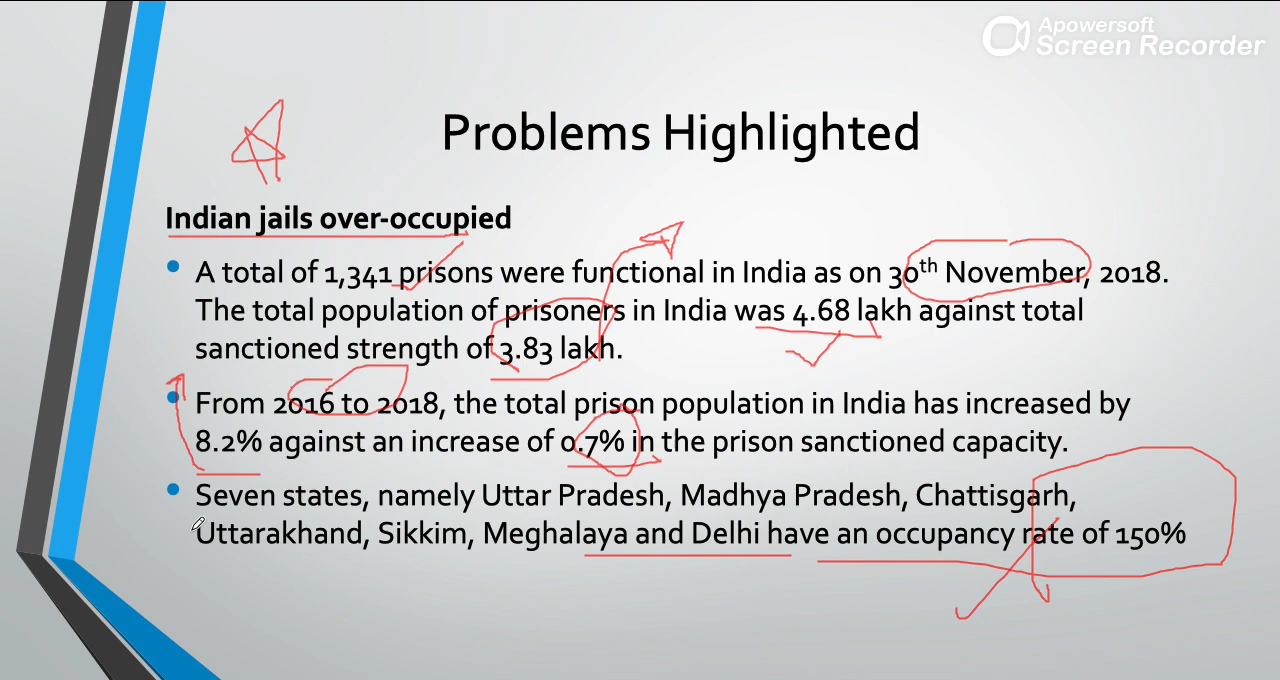 Apowersoft
Screen Recorder
Problems Highlighted
Indian jails over-occupied
• A total of 1,341 prisons were functional in India as on 30th November, 2018.
The total population of prisoners in India was 4.68 lakh against total
sanctioned strength of 3.83 lakh.
• From 2016 to 2018, the total prison population in India has increased by
8.2% against an increase of 0.7% in the prison sanctioned capacity.
• Seven states, namely Uttar Pradesh, Madhya Pradesh, Chattisgarh,
Uttarakhand, Sikkim, Meghalaya and Delhi have an occupancy rate of 150%